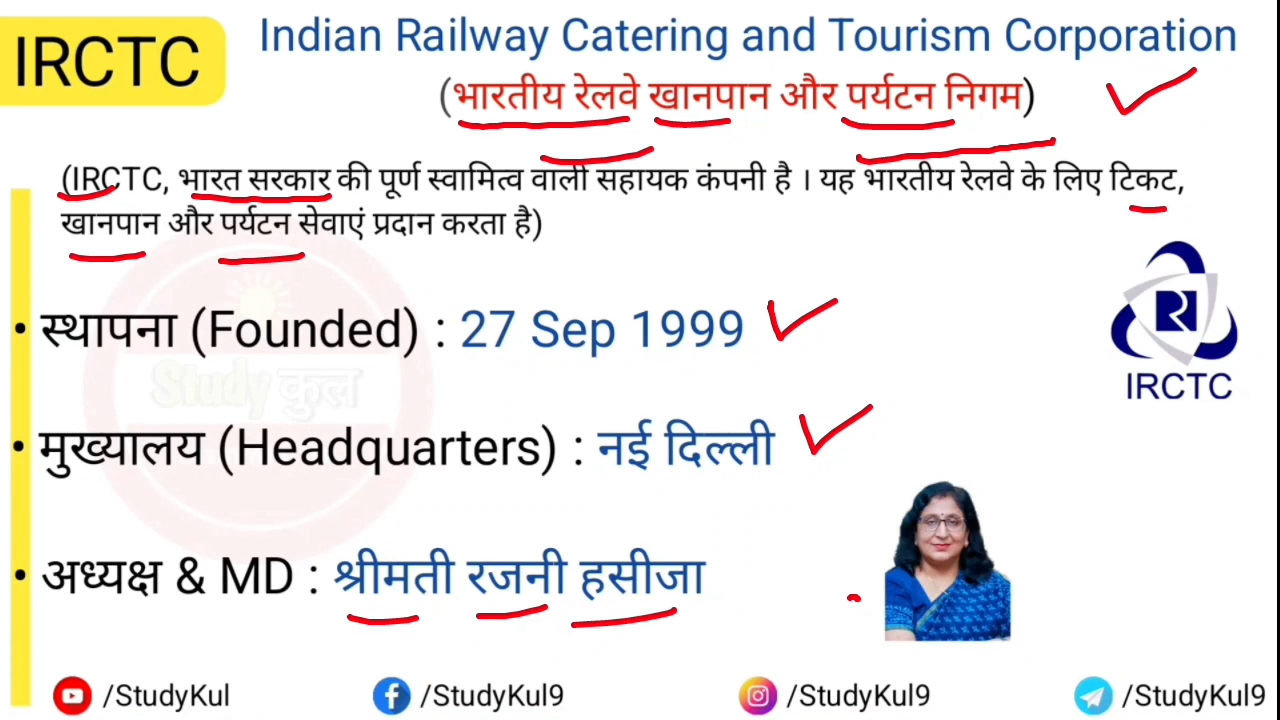 IRCTC
Indian Railway Catering and Tourism Corporation
(भारतीय रेलवे खानपान और पर्यटन निगम)
(IRCTC, भारत सरकार की पूर्ण स्वामित्व वाली सहायक कंपनी है । यह भारतीय रेलवे के लिए टिकट,
खानपान और पर्यटन सेवाएं प्रदान करता है)
IRCTC
• स्थापना (Founded) : 27 Sep 1999
Study कुल
• मुख्यालय (Headquarters) : नई दिल्ली
• अध्यक्ष & MD : श्रीमती रजनी हसीजा
/StudyKul
/StudyKul9
/StudyKul9
/StudyKul9